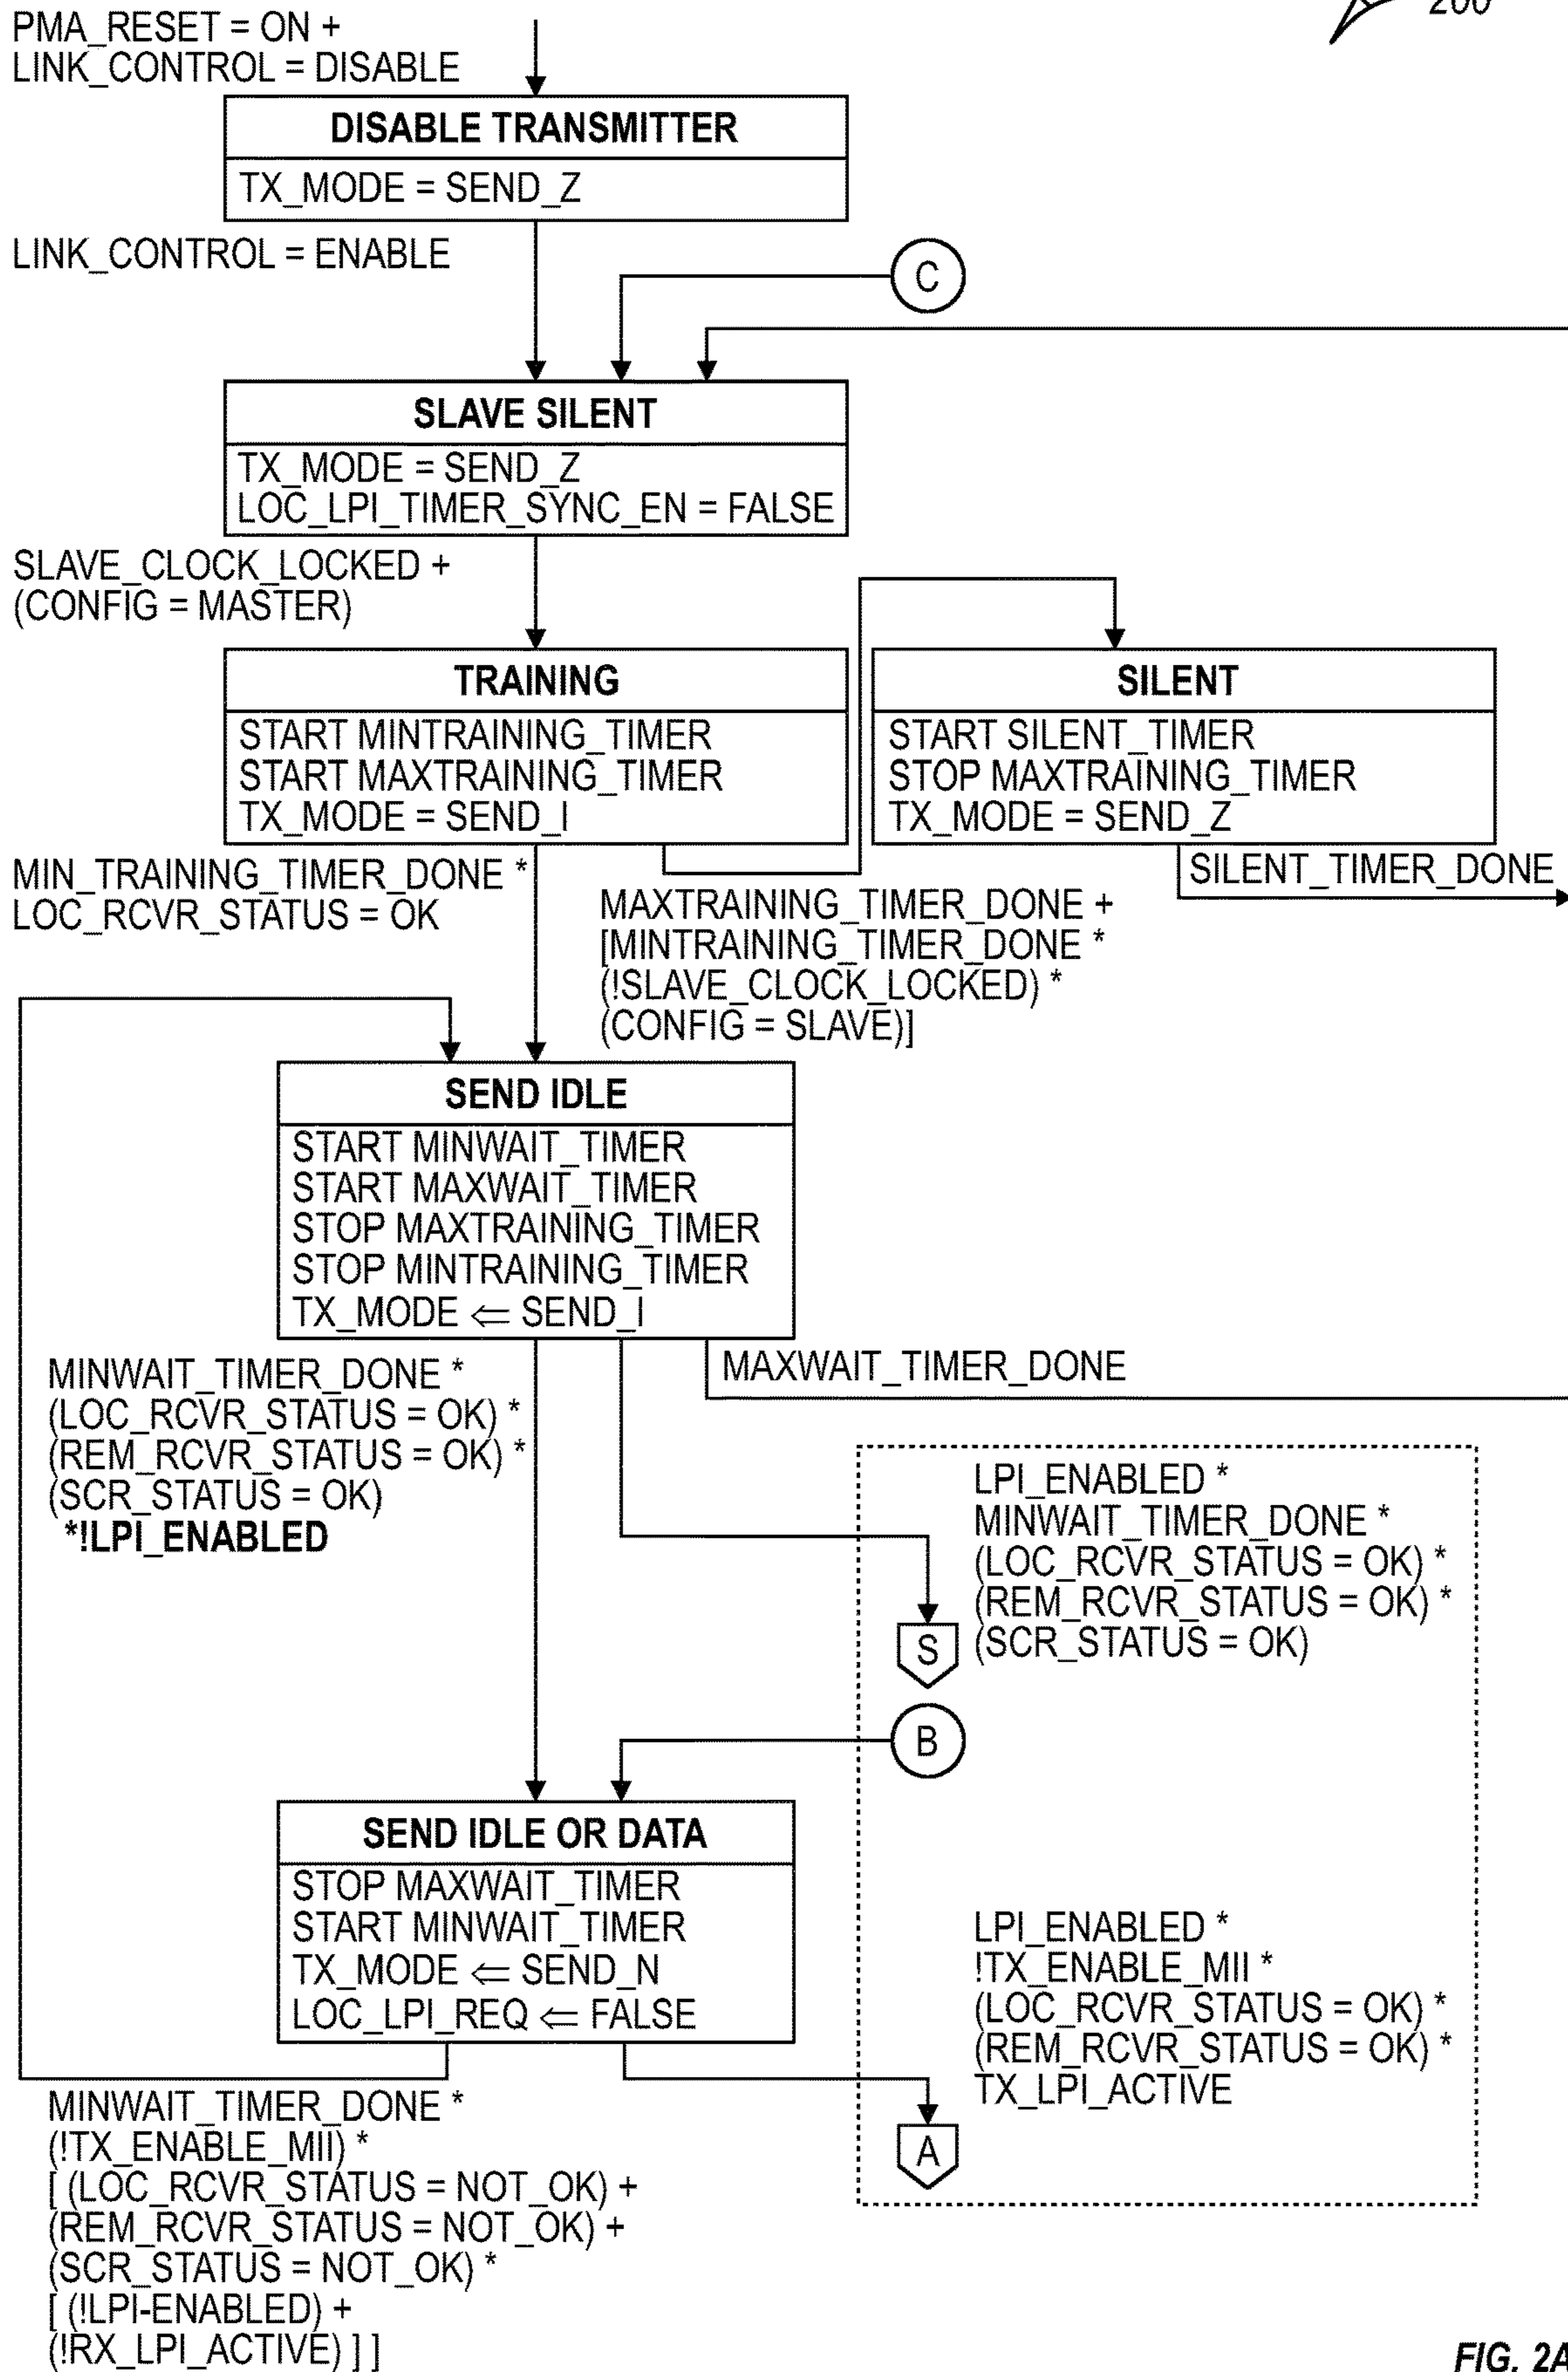 200
PMA_RESET = ON +
LINK_CONTROL = DISABLE
DISABLE TRANSMITTER
TX_MODE = SEND_Z
LINK_CONTROL = ENABLE
C
SLAVE SILENT
TX_MODE = SEND_Z
LOC_LPI_TIMER_SYNC_EN = FALSE
SLAVE_CLOCK_LOCKED +
(CONFIG = MASTER)
TRAINING
START MINTRAINING_TIMER
START MAXTRAINING_TIMER
TX_MODE = SEND_I
SILENT
START SILENT_TIMER
STOP MAXTRAINING_TIMER
TX_MODE = SEND_Z
SILENT_TIMER_DONE
MIN_TRAINING_TIMER_DONE *
LOC_RCVR_STATUS = OK
MAXTRAINING_TIMER_DONE +
[MINTRAINING_TIMER_DONE *
(!SLAVE_CLOCK_LOCKED) *
(CONFIG = SLAVE)]
SEND IDLE
START MINWAIT_TIMER
START MAXWAIT_TIMER
STOP MAXTRAINING_TIMER
STOP MINTRAINING_TIMER
TX_MODE ⇐ SEND_I
MINWAIT_TIMER_DONE *
(LOC_RCVR_STATUS = OK) *
(REM_RCVR_STATUS = OK) *
(SCR_STATUS = OK)
*!LPI_ENABLED
MAXWAIT_TIMER_DONE
LPI_ENABLED *
MINWAIT_TIMER_DONE *
(LOC_RCVR_STATUS = OK) *
(REM_RCVR_STATUS = OK) *
(SCR_STATUS = OK)
S
B
SEND IDLE OR DATA
STOP MAXWAIT_TIMER
START MINWAIT_TIMER
TX_MODE ⇐ SEND_N
LOC_LPI_REQ ⇐ FALSE
LPI_ENABLED *
!TX_ENABLE_MII *
(LOC_RCVR_STATUS = OK) *
(REM_RCVR_STATUS = OK) *
TX_LPI_ACTIVE
A
MINWAIT_TIMER_DONE *
(!TX_ENABLE_MII) *
[ (LOC_RCVR_STATUS = NOT_OK) +
(REM_RCVR_STATUS = NOT_OK) +
(SCR_STATUS = NOT_OK) *
[ (!LPI-ENABLED) +
(!RX_LPI_ACTIVE) ] ]
FIG. 2A